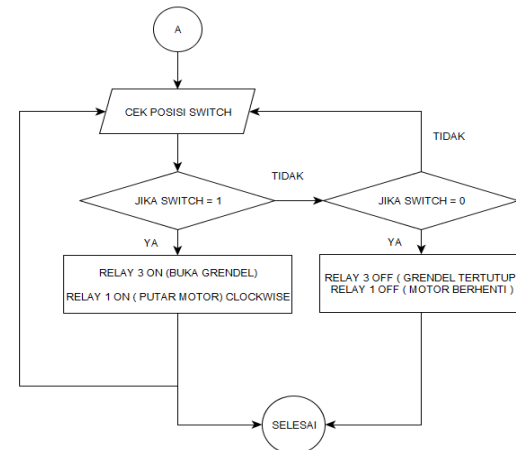 A
CEK POSISI SWITCH
TIDAK
TIDAK
JIKA SWITCH = 1
JIKA SWITCH = 0
YA
YA
RELAY 3 ON (BUKA GRENDEL)
RELAY 1 ON ( PUTAR MOTOR) CLOCKWISE
RELAY 3 OFF ( GRENDEL TERTUTUP
RELAY 1 OFF ( MOTOR BERHENTI )
SELESAI